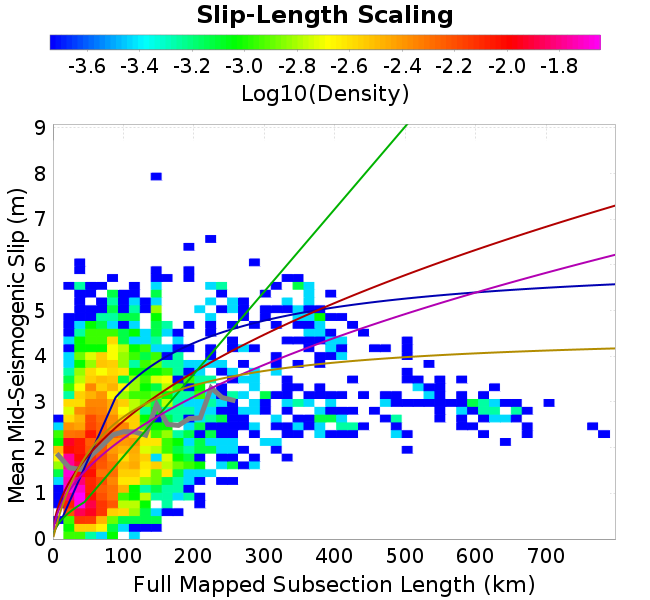 Slip-Length Scaling
-3.6 -3.4 -3.2 -3.0 -2.8 -2.6 -2.4 -2.2 -2.0 -1.8
Log10(Density)
9
8
7
6
5
4
3
2
1
0
Mean Mid-Seismogenic Slip (m)
0 100 200 300 400 500 600 700
Full Mapped Subsection Length (km)